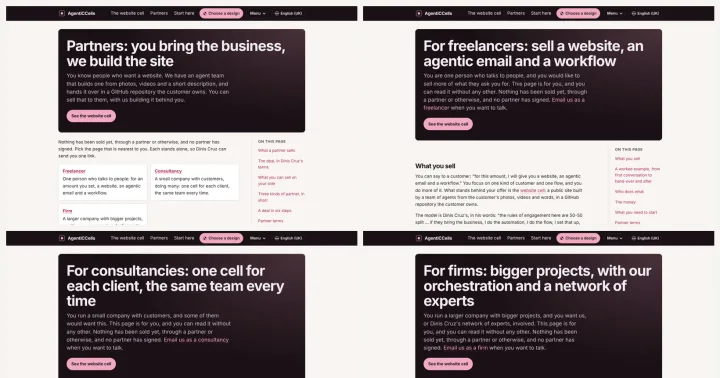 AgenticCells
The website cell Partners Start here Choose a design Menu English (UK)
Partners: you bring the business,
we build the site
You know people who want a website. We have an agent team
that builds one from photos, videos and a short description, and
hands it over in a GitHub repository the customer owns. You can
sell that to them, with us building it behind you.
See the website cell
Nothing has been sold yet, through a partner or otherwise, and no partner has
signed. Pick the page that is nearest to you. Each stands alone, so Dinis Cruz can
send you one link.
Freelancer
One person who talks to people: for an
amount you set, a website, an agentic
email and a workflow.
Consultancy
A small company with customers,
doing many: one cell for each client,
the same team every time.
Firm
A larger company with bigger projects,
ON THIS PAGE
What a partner sells
The deal, in Dinis Cruz's
terms
What you can sell on
your side
Three kinds of partner, in
short
A deal in six steps
Partner terms
AgenticCells
The website cell Partners Start here Choose a design Menu English (UK)
For freelancers: sell a website, an
agentic email and a workflow
You are one person who talks to people, and you would like to
sell more of what they ask you for. This page is for you, and you
can read it without any other. Nothing has been sold yet, through
a partner or otherwise, and no partner has signed. Email us as a
freelancer when you want to talk.
See the website cell
What you sell
You can say to a customer: "for this amount, I will give you a website, an agentic
email and a workflow." You focus on one kind of customer and one flow, and you
do more of it. What stands behind your offer is the website cell: a public site built
by a team of agents from the customer's photos, videos and words, in a GitHub
repository the customer owns.
The model is Dinis Cruz's, in his words: "the rules of engagement here are 50-50
split ... if they bring the business, I do the automation, I do the flow, I set that up,
ON THIS PAGE
What you sell
A worked example, from
first conversation to
hand-over and after
Who does what
The money
What you need to start
Partner terms
AgenticCells
The website cell Partners Start here Choose a design Menu English (UK)
For consultancies: one cell for
each client, the same team every
time
You run a small company with customers, and some of them
would want this. This page is for you, and you can read it without
any other. Nothing has been sold yet, through a partner or
otherwise, and no partner has signed. Email us as a consultancy
when you want to talk.
See the website cell
AgenticCells
The website cell Partners Start here Choose a design Menu English (UK)
For firms: bigger projects, with our
orchestration and a network of
experts
You run a larger company with bigger projects, and you want us,
or Dinis Cruz's network of experts, involved. This page is for
you, and you can read it without any other. Nothing has been
sold yet, through a partner or otherwise, and no partner has
signed. Email us as a firm when you want to talk.
See the website cell